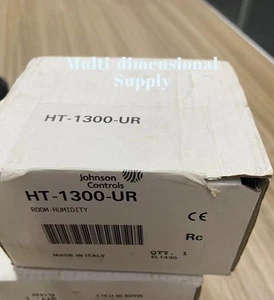 Multi dimensional
Supply
HT-1300-UR
Johnson
Controls
HT-1300-UR
ROOM-HUMIDITY
CE
Rc
MADE IN ITALY
QTY. 1